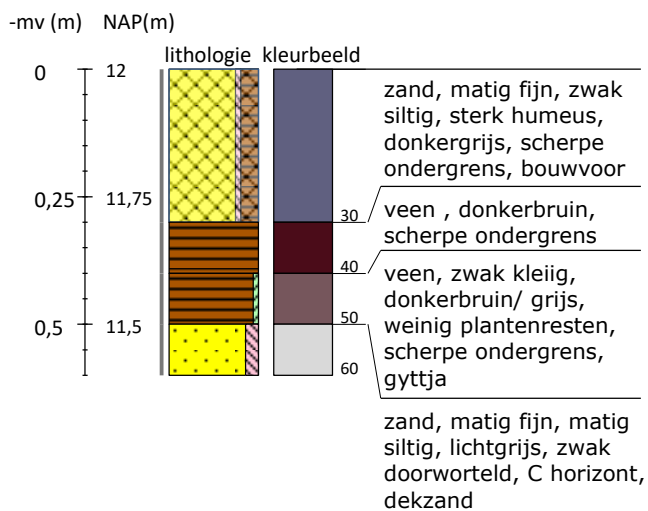 -mv (m) NAP(m)
lithologie kleurbeeld
0 12
zand, matig fijn, zwak
siltig, sterk humeus,
donkergrijs, scherpe
ondergrens, bouwvoor
0,25 11,75
30
veen , donkerbruin,
scherpe ondergrens
40
veen, zwak kleiig,
donkerbruin/ grijs,
weinig plantenresten,
scherpe ondergrens,
gyttja
0,5 11,5
50
60
zand, matig fijn, matig
siltig, lichtgrijs, zwak
doorworteld, C horizont,
dekzand